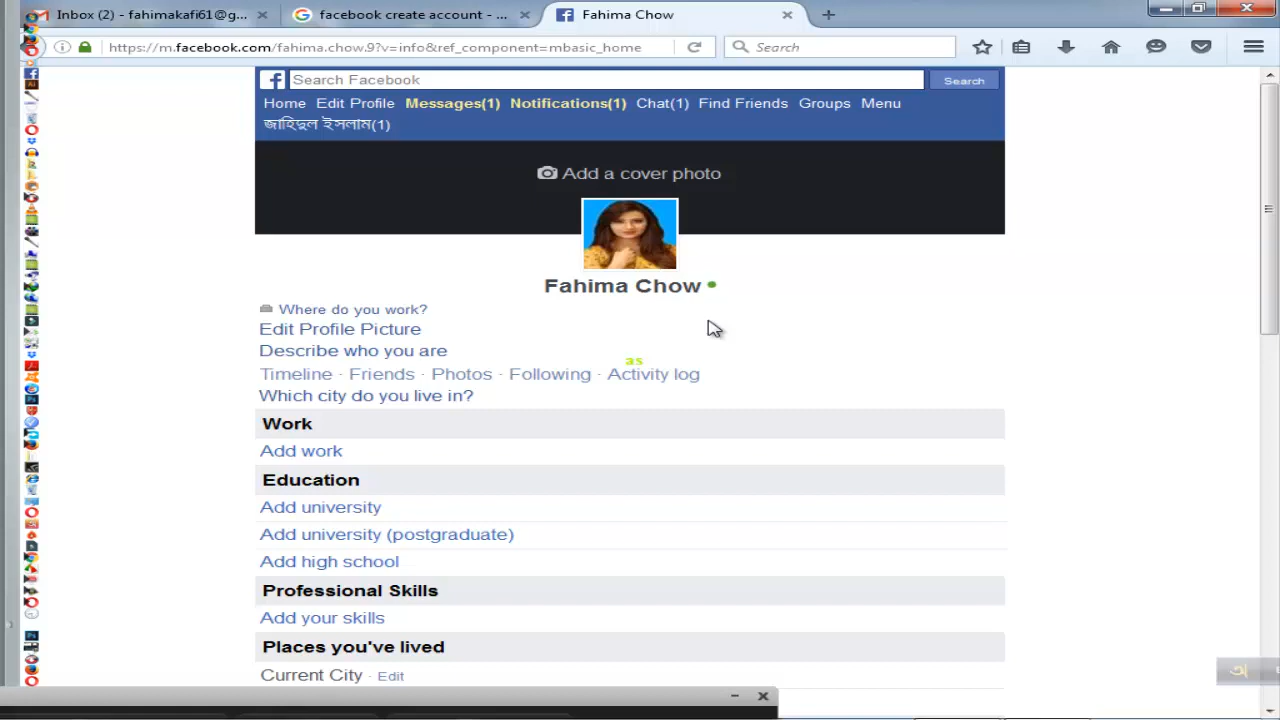 Inbox (2) - fahimakafi61@g...
facebook create account - ...
Fahima Chow
https://m.facebook.com/fahima.chow.9?v=info&ref_component=mbasic_home
Search
Search Facebook
Search
Home Edit Profile Messages(1) Notifications(1) Chat(1) Find Friends Groups Menu
জাহিদুল ইসলাম(1)
Add a cover photo
Fahima Chow
Where do you work?
Edit Profile Picture
Describe who you are
as
Timeline · Friends · Photos · Following · Activity log
Which city do you live in?
Work
Add work
Education
Add university
Add university (postgraduate)
Add high school
Professional Skills
Add your skills
Places you've lived
Current City · Edit